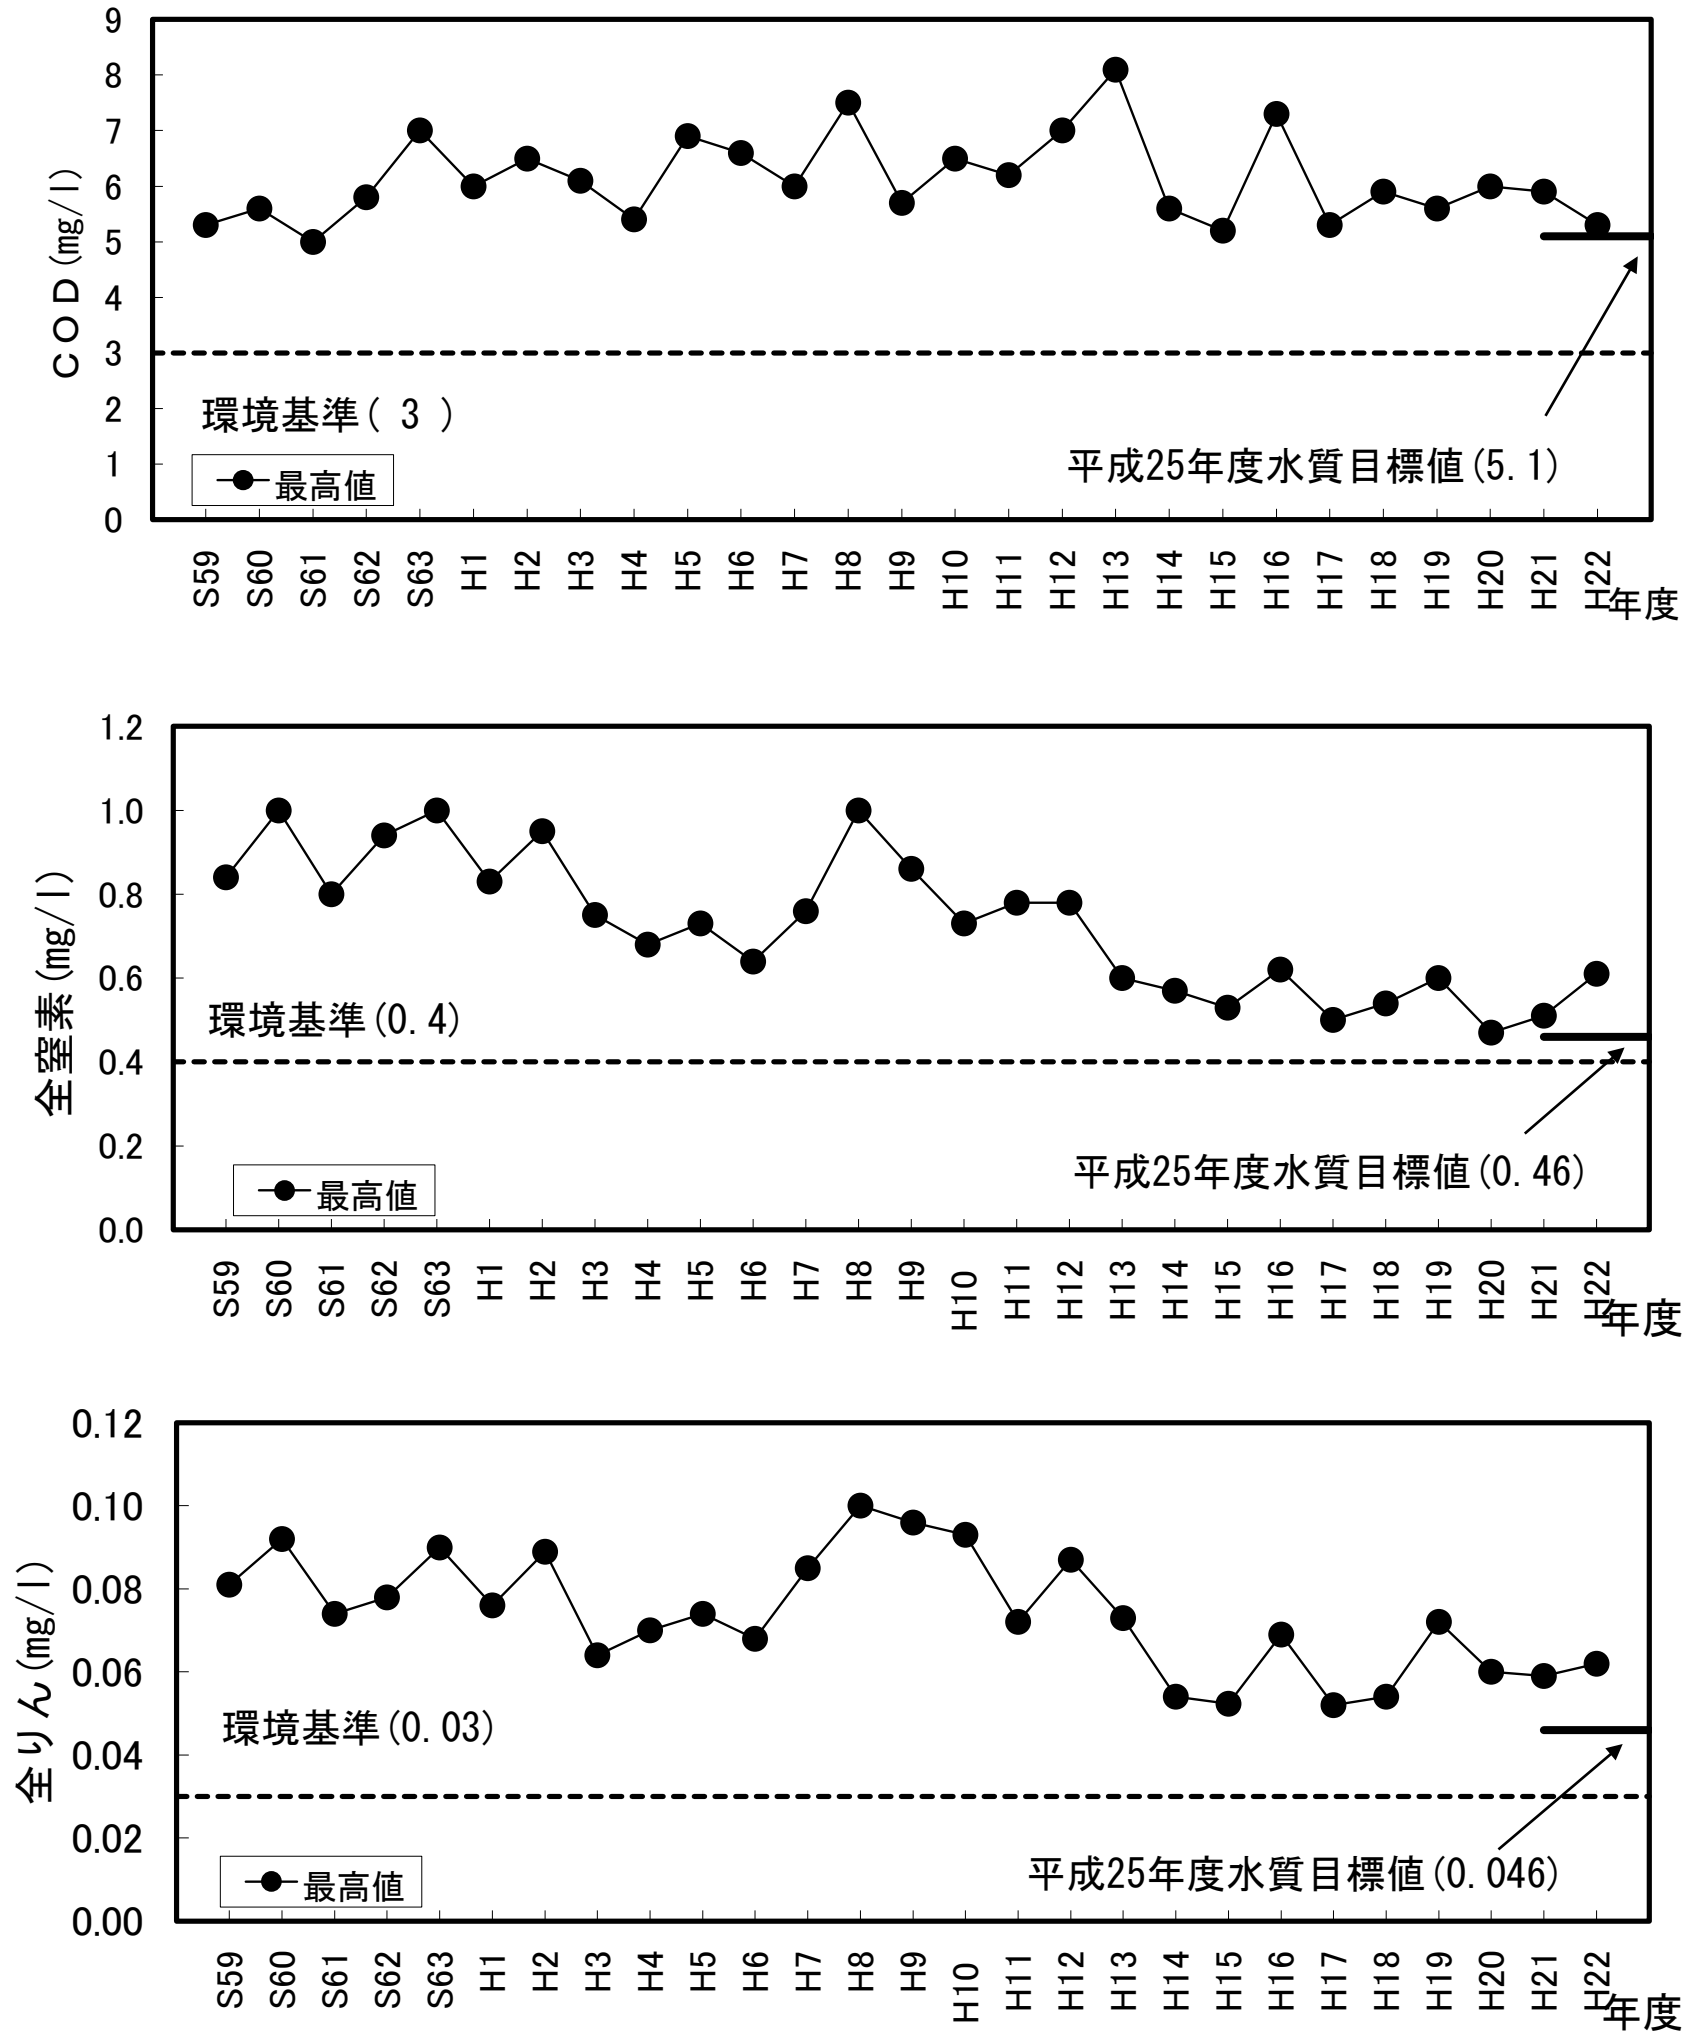 9
8
7
6
5
4
3
2
1
0
COD(mg/l)
環境基準( 3 )
最高値
平成25年度水質目標値(5.1)
S59 S60 S61 S62 S63 H1 H2 H3 H4 H5 H6 H7 H8 H9 H10 H11 H12 H13 H14 H15 H16 H17 H18 H19 H20 H21 H22
年度
1.2
1.0
0.8
0.6
0.4
0.2
0.0
全窒素(mg/l)
環境基準(0.4)
平成25年度水質目標値(0.46)
最高値
S59 S60 S61 S62 S63 H1 H2 H3 H4 H5 H6 H7 H8 H9 H10 H11 H12 H13 H14 H15 H16 H17 H18 H19 H20 H21 H22
年度
0.12
0.10
0.08
0.06
0.04
0.02
0.00
全りん(mg/l)
環境基準(0.03)
平成25年度水質目標値(0.046)
最高値
S59 S60 S61 S62 S63 H1 H2 H3 H4 H5 H6 H7 H8 H9 H10 H11 H12 H13 H14 H15 H16 H17 H18 H19 H20 H21 H22
年度